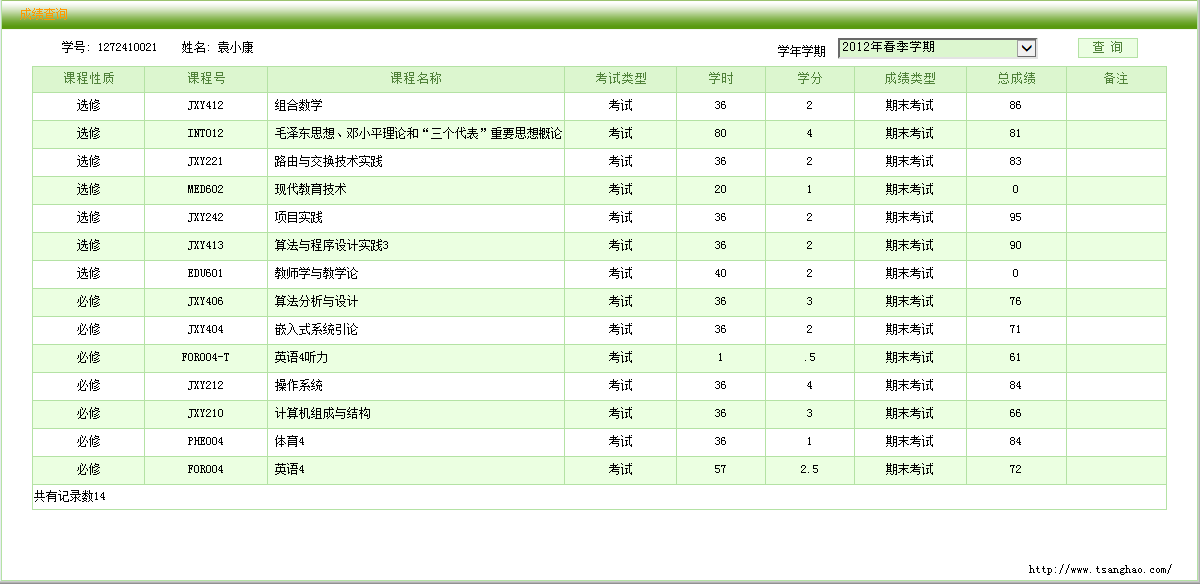 成绩查询
学号: 1272410021 姓名: 袁小康 学年学期 2012年春季学期 查 询
课程性质 课程号 课程名称 考试类型 学时 学分 成绩类型 总成绩 备注
选修 JXY412 组合数学 考试 36 2 期末考试 86
选修 INT012 毛泽东思想、邓小平理论和“三个代表”重要思想概论 考试 80 4 期末考试 81
选修 JXY221 路由与交换技术实践 考试 36 2 期末考试 83
选修 MED602 现代教育技术 考试 20 1 期末考试 0
选修 JXY242 项目实践 考试 36 2 期末考试 95
选修 JXY413 算法与程序设计实践3 考试 36 2 期末考试 90
选修 EDU601 教师学与教学论 考试 40 2 期末考试 0
必修 JXY406 算法分析与设计 考试 36 3 期末考试 76
必修 JXY404 嵌入式系统引论 考试 36 2 期末考试 71
必修 FOR004-T 英语4听力 考试 1 .5 期末考试 61
必修 JXY212 操作系统 考试 36 4 期末考试 84
必修 JXY210 计算机组成与结构 考试 36 3 期末考试 66
必修 PHE004 体育4 考试 36 1 期末考试 84
必修 FOR004 英语4 考试 57 2.5 期末考试 72
共有记录数14
http://www.tsanghao.com/